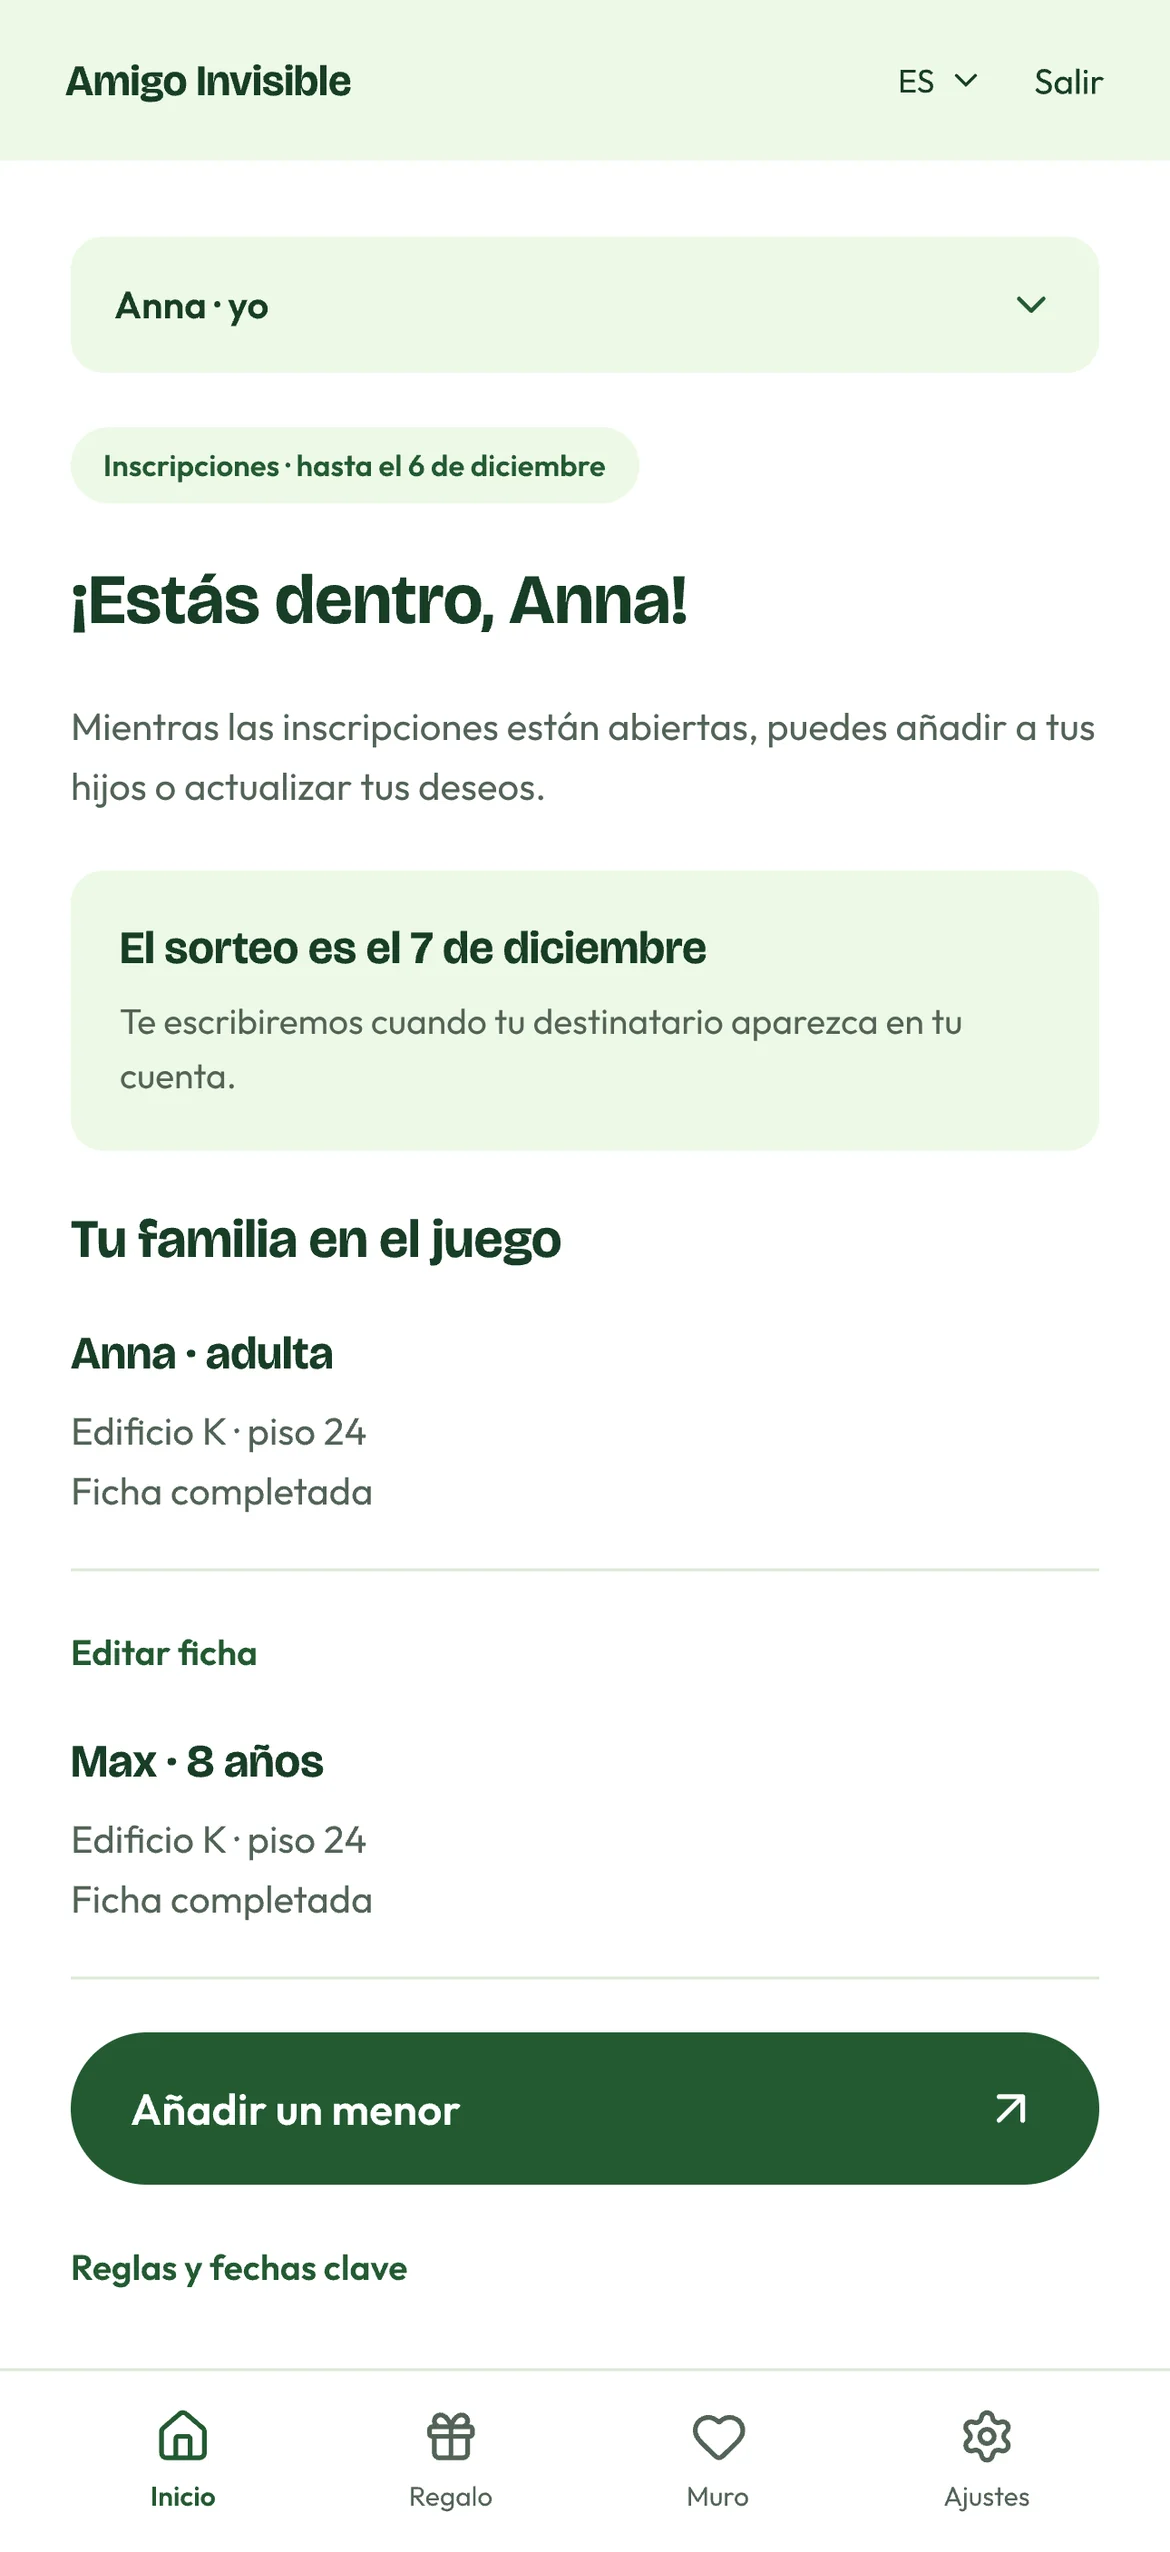 Amigo Invisible
ES
Salir
Anna · yo
Inscripciones · hasta el 6 de diciembre
¡Estás dentro, Anna!
Mientras las inscripciones están abiertas, puedes añadir a tus
hijos o actualizar tus deseos.
El sorteo es el 7 de diciembre
Te escribiremos cuando tu destinatario aparezca en tu
cuenta.
Tu familia en el juego
Anna · adulta
Edificio K · piso 24
Ficha completada
Editar ficha
Max · 8 años
Edificio K · piso 24
Ficha completada
Añadir un menor
Reglas y fechas clave
Inicio
Regalo
Muro
Ajustes